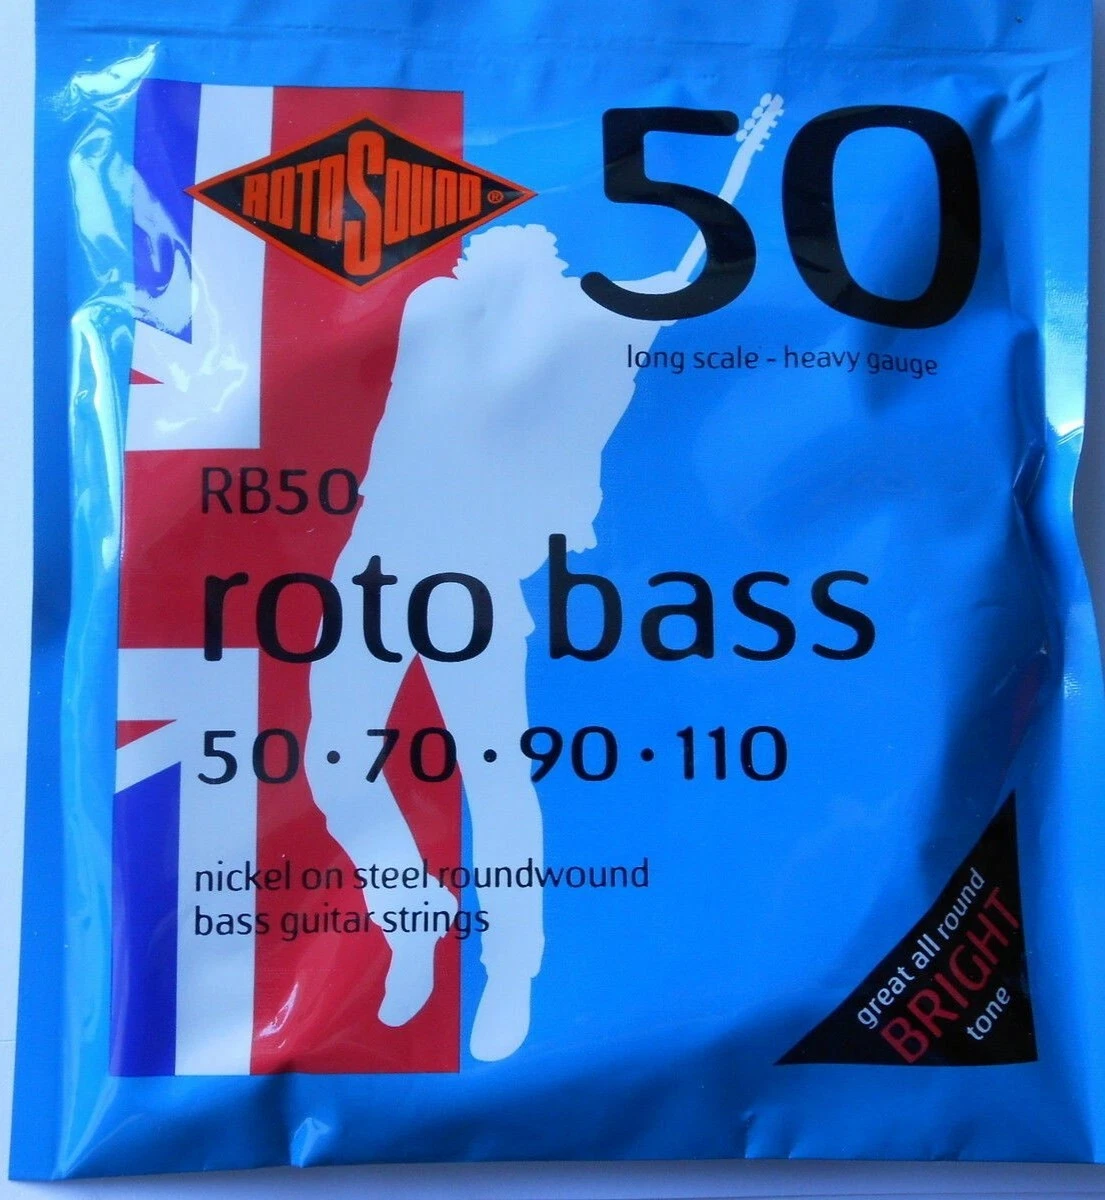 ROTOSOUND®
50
long scale - heavy gauge
RB50
roto bass
50 • 70 • 90 • 110
nickel on steel roundwound
bass guitar strings
great all round
BRIGHT
tone